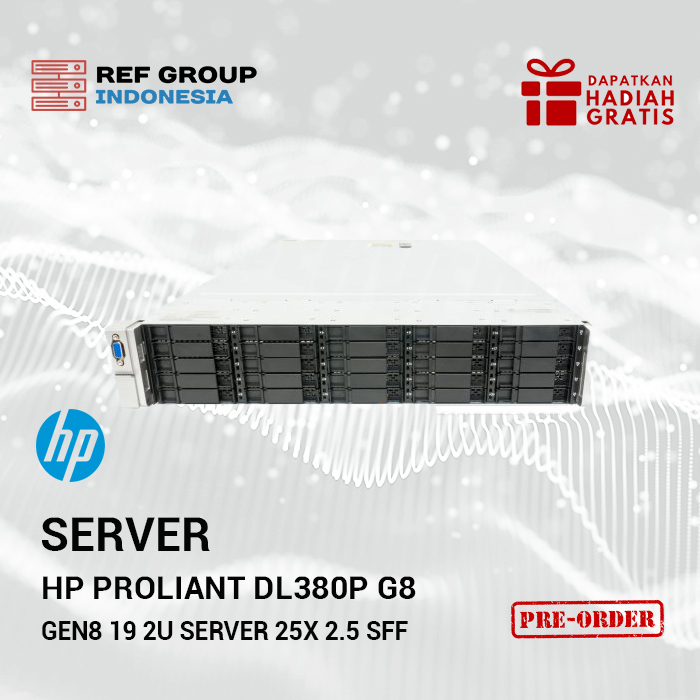 REF GROUP
INDONESIA
DAPATKAN
HADIAH
GRATIS
hp
SERVER
HP PROLIANT DL380P G8
GEN8 19 2U SERVER 25X 2.5 SFF
PRE-ORDER